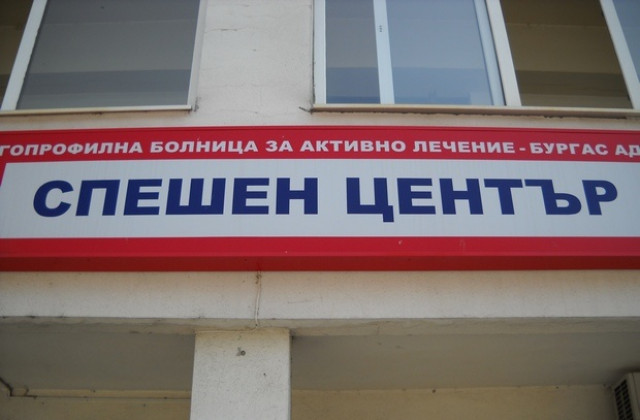 ГОПРОФИЛНА БОЛНИЦА ЗА АКТИВНО ЛЕЧЕНИЕ - БУРГАС АД
СПЕШЕН ЦЕНТЪР